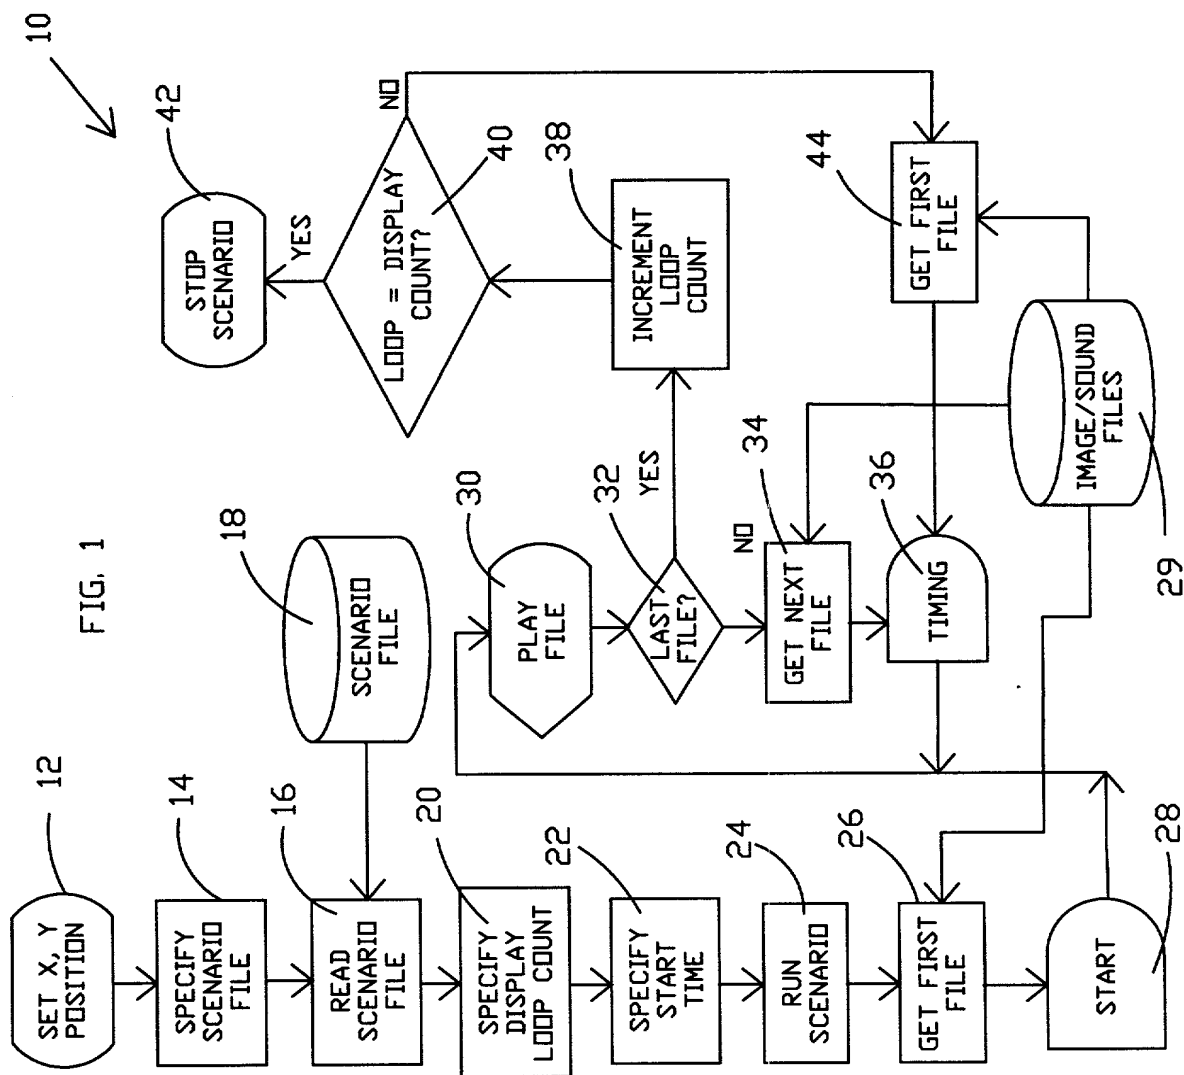 FIG. 1
10
12
SET X, Y
POSITION
14
SPECIFY
SCENARIO
FILE
16
READ
SCENARIO
FILE
18
SCENARIO
FILE
20
SPECIFY
DISPLAY
LOOP COUNT
22
SPECIFY
START
TIME
24
RUN
SCENARIO
26
GET FIRST
FILE
28
START
29
IMAGE/SOUND
FILES
30
PLAY
FILE
32
LAST
FILE?
YES
NO
34
GET NEXT
FILE
36
TIMING
38
INCREMENT
LOOP
COUNT
40
LOOP = DISPLAY
COUNT?
YES
NO
42
STOP
SCENARIO
44
GET FIRST
FILE